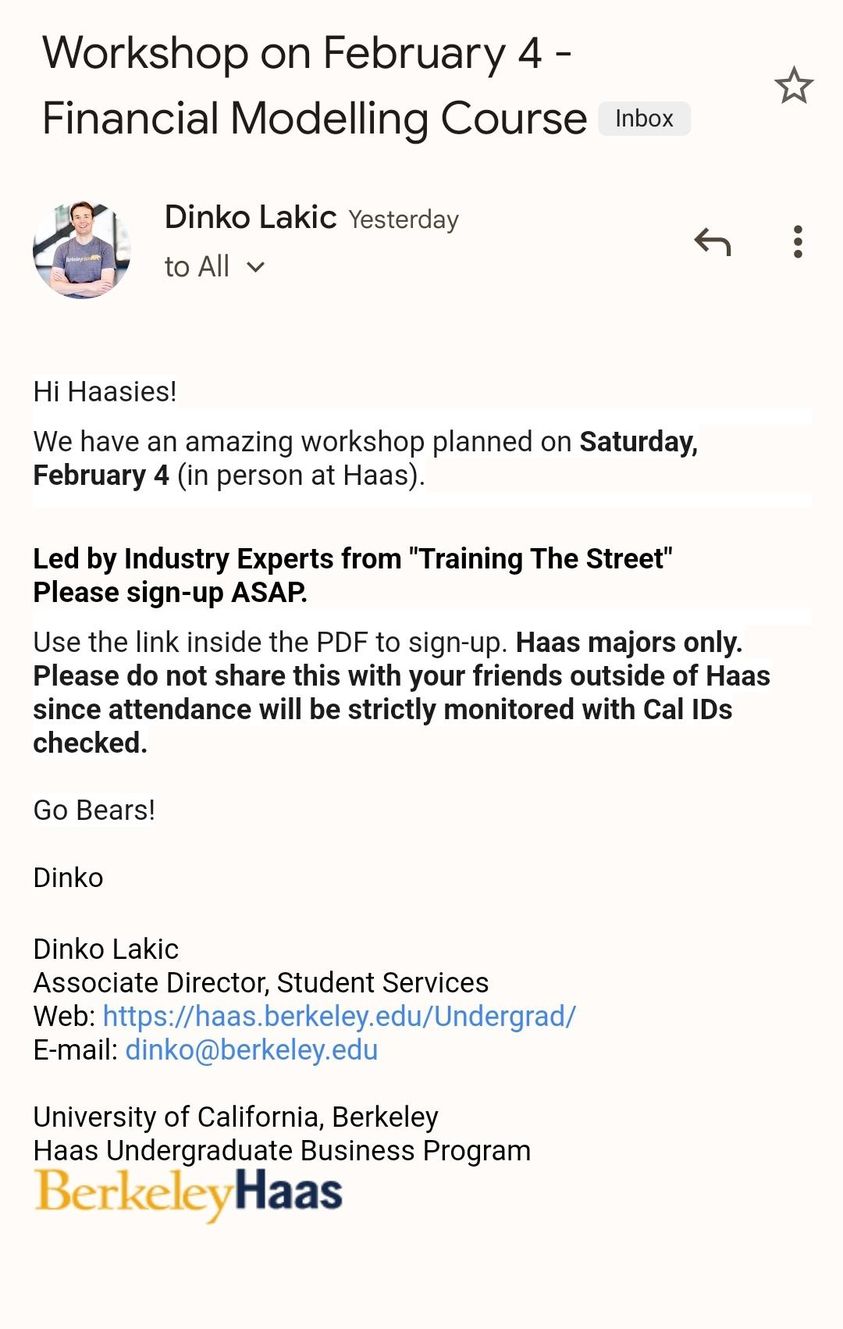 Workshop on February 4 -
Financial Modelling Course Inbox
Dinko Lakic Yesterday
to All
Hi Haasies!
We have an amazing workshop planned on Saturday,
February 4 (in person at Haas).
Led by Industry Experts from "Training The Street"
Please sign-up ASAP.
Use the link inside the PDF to sign-up. Haas majors only.
Please do not share this with your friends outside of Haas
since attendance will be strictly monitored with Cal IDs
checked.
Go Bears!
Dinko
Dinko Lakic
Associate Director, Student Services
Web: https://haas.berkeley.edu/Undergrad/
E-mail: dinko@berkeley.edu
University of California, Berkeley
Haas Undergraduate Business Program
BerkeleyHaas